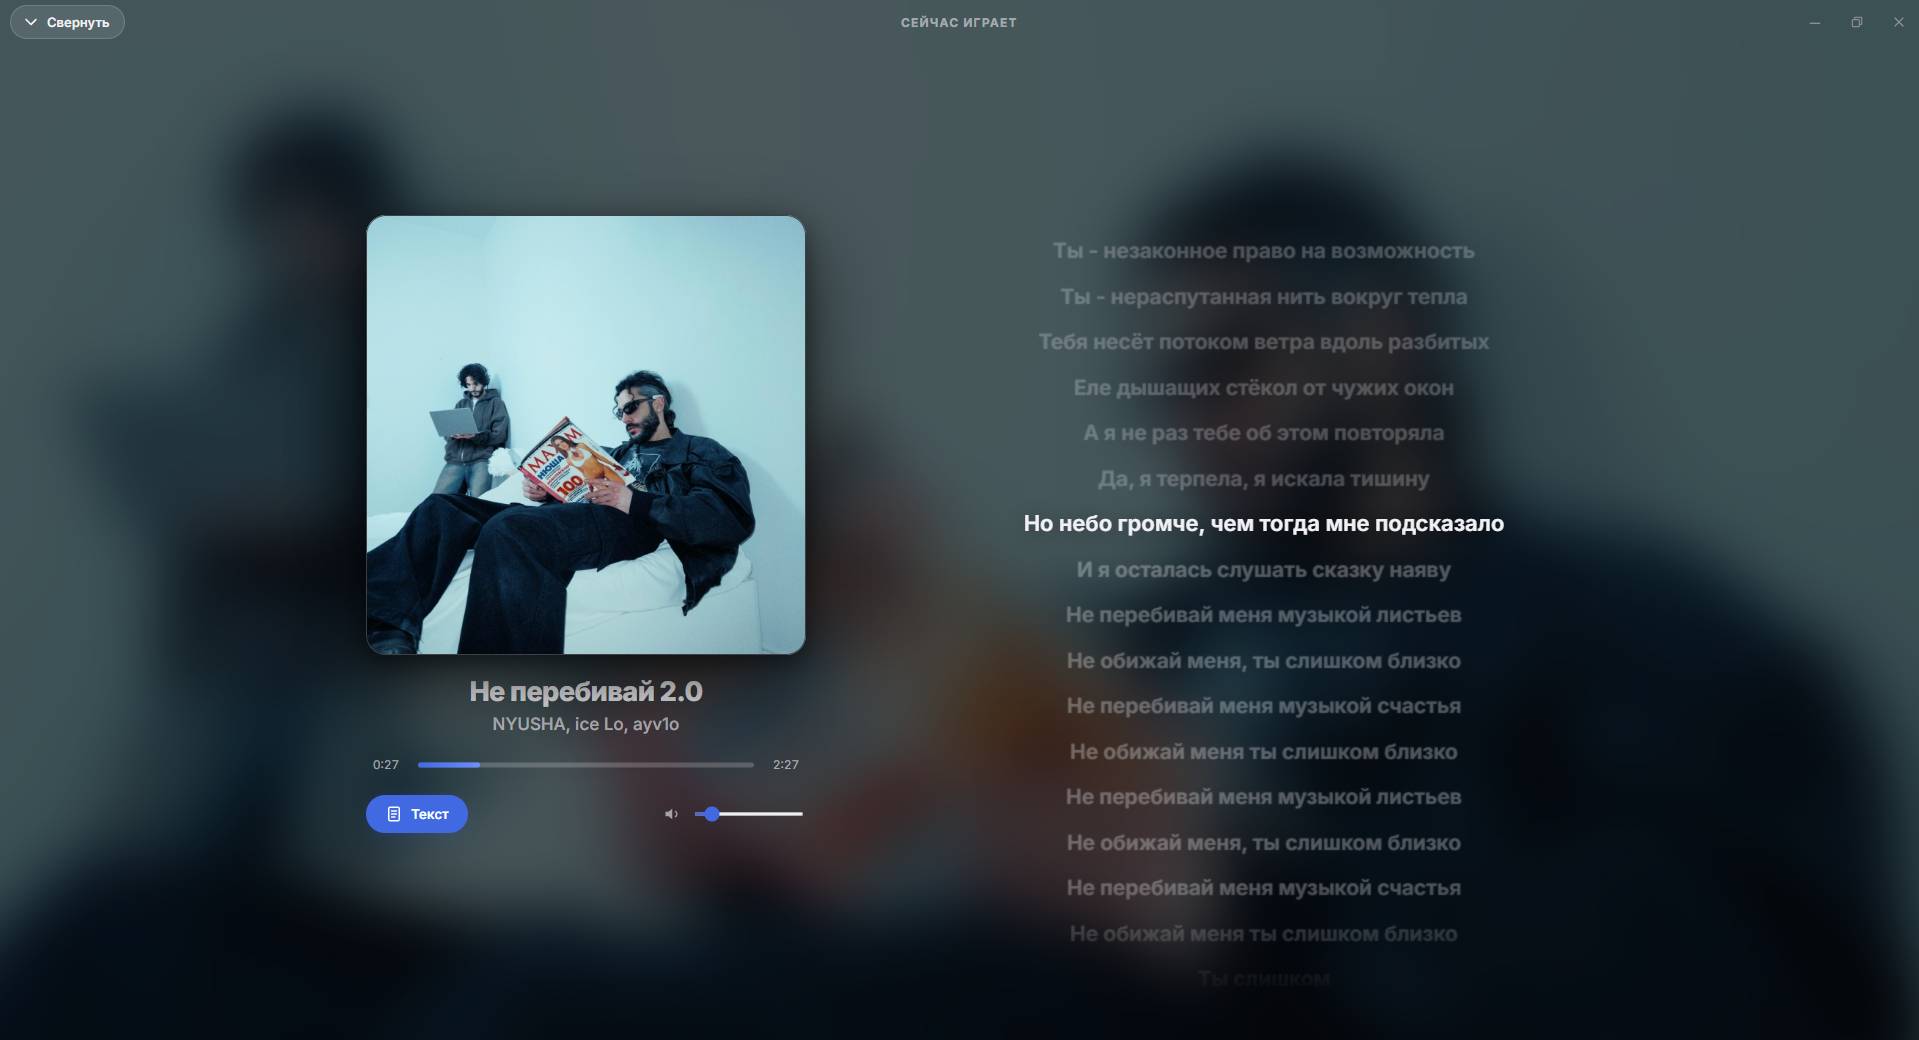 Свернуть
СЕЙЧАС ИГРАЕТ
MAXIM
НЮША
100
Не перебивай 2.0
NYUSHA, ice Lo, ayv1o
0:27
2:27
Текст
Ты - незаконное право на возможность
Ты - нераспутанная нить вокруг тепла
Тебя несёт потоком ветра вдоль разбитых
Еле дышащих стёкол от чужих окон
А я не раз тебе об этом повторяла
Да, я терпела, я искала тишину
Но небо громче, чем тогда мне подсказало
И я осталась слушать сказку наяву
Не перебивай меня музыкой листьев
Не обижай меня, ты слишком близко
Не перебивай меня музыкой счастья
Не обижай меня ты слишком близко
Не перебивай меня музыкой листьев
Не обижай меня, ты слишком близко
Не перебивай меня музыкой счастья
Не обижай меня ты слишком близко
Ты слишком